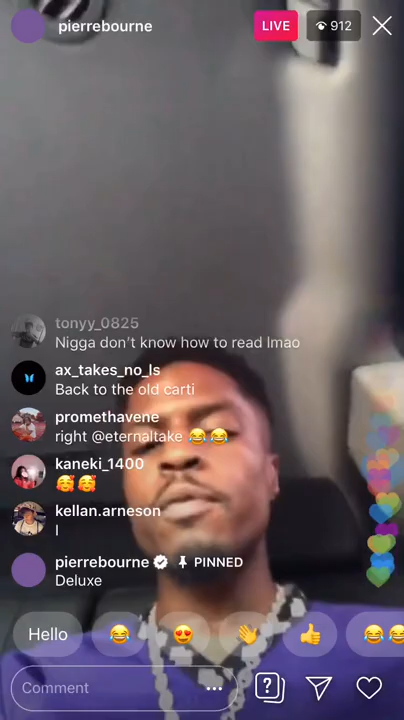 pierrebourne
LIVE
912
tonyy_0825
Nigga don't know how to read lmao
ax_takes_no_ls
Back to the old carti
promethavene
right @eternaltake 😂😂
kaneki_1400
🥰🥰
kellan.arneson
I
pierrebourne PINNED
Deluxe
Hello 😂 😍 👋 👍 😂😂
Comment